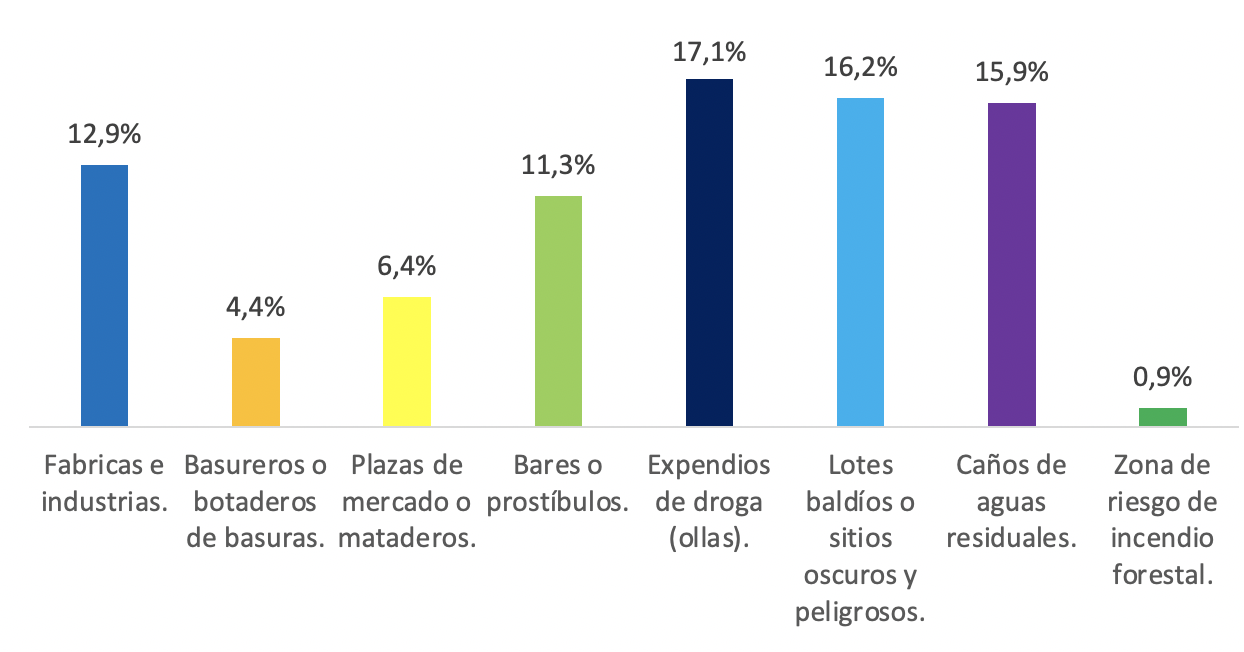 17,1%
16,2%
15,9%
12,9%
11,3%
6,4%
4,4%
0,9%
Fabricas e
industrias.
Basureros o
botaderos
de basuras.
Plazas de
mercado o
mataderos.
Bares o
prostíbulos.
Expendios
de droga
(ollas).
Lotes
baldíos o
sitios
oscuros y
peligrosos.
Caños de
aguas
residuales.
Zona de
riesgo de
incendio
forestal.